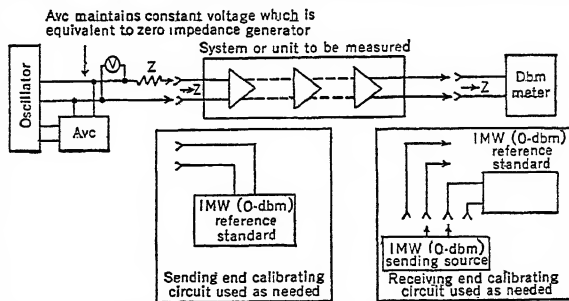 Avc maintains constant voltage which is
equivalent to zero impedance generator
System or unit to be measured
Oscillator
V
Z
Z
Avc
Z
Dbm
meter
1MW (0-dbm)
reference
standard
Sending end calibrating
circuit used as needed
1MW (0-dbm)
reference
standard
1MW (0-dbm)
sending source
Receiving end calibrating
circuit used as needed